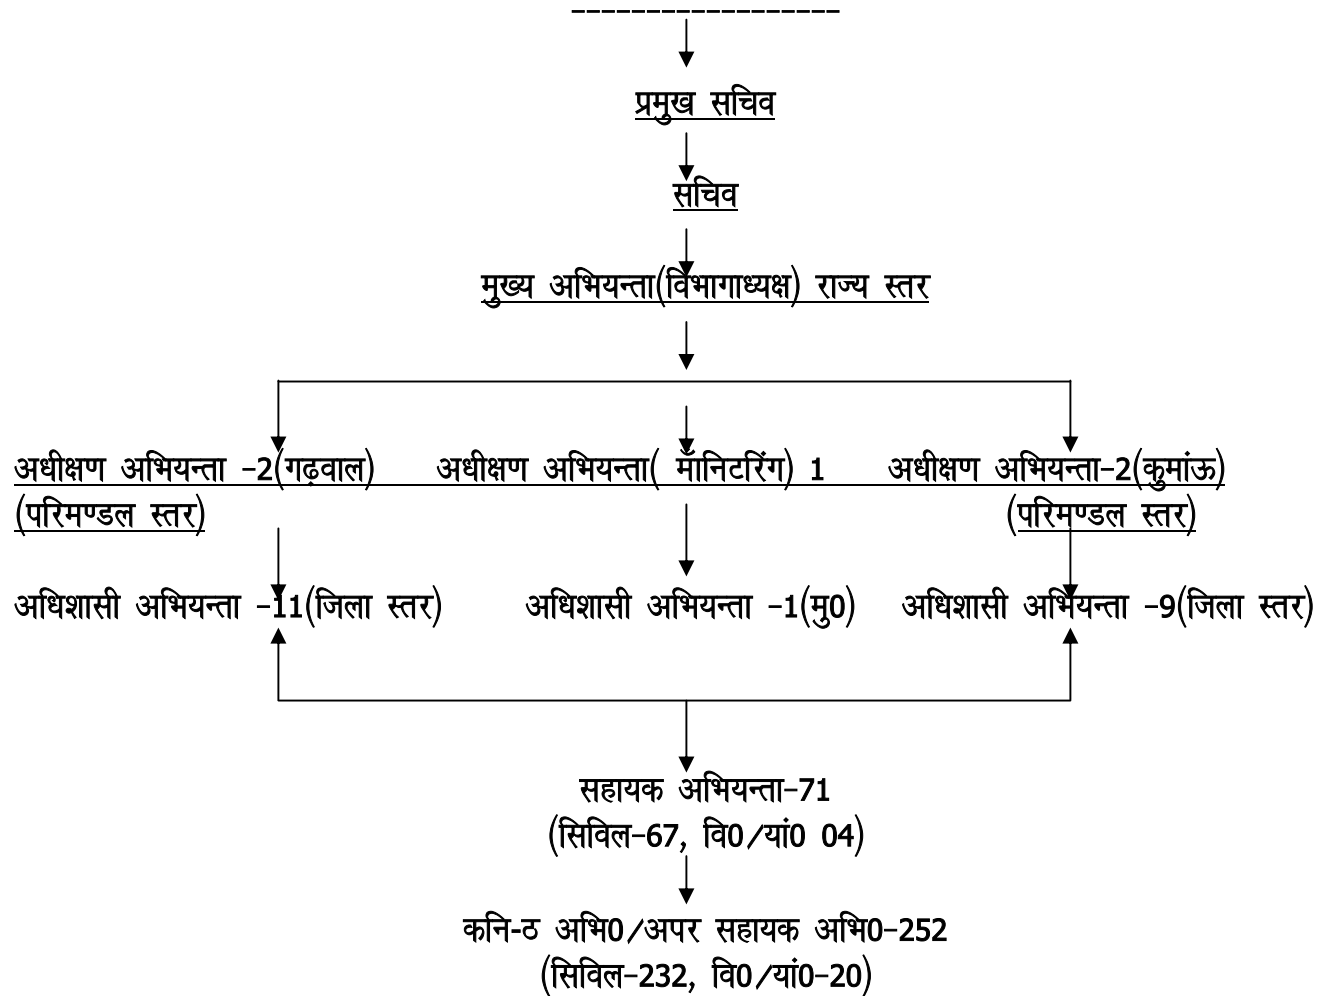 प्रमुख सचिव
सचिव
मुख्य अभियन्ता(विभागाध्यक्ष) राज्य स्तर
अधीक्षण अभियन्ता -2(गढ़वाल) अधीक्षण अभियन्ता( मॉनिटरिंग) 1 अधीक्षण अभियन्ता-2(कुमांऊ)
(परिमण्डल स्तर) (परिमण्डल स्तर)
अधिशासी अभियन्ता -11(जिला स्तर) अधिशासी अभियन्ता -1(मु0) अधिशासी अभियन्ता -9(जिला स्तर)
सहायक अभियन्ता-71
(सिविल-67, वि0/यां0 04)
कनि-ठ अभि0/अपर सहायक अभि0-252
(सिविल-232, वि0/यां0-20)